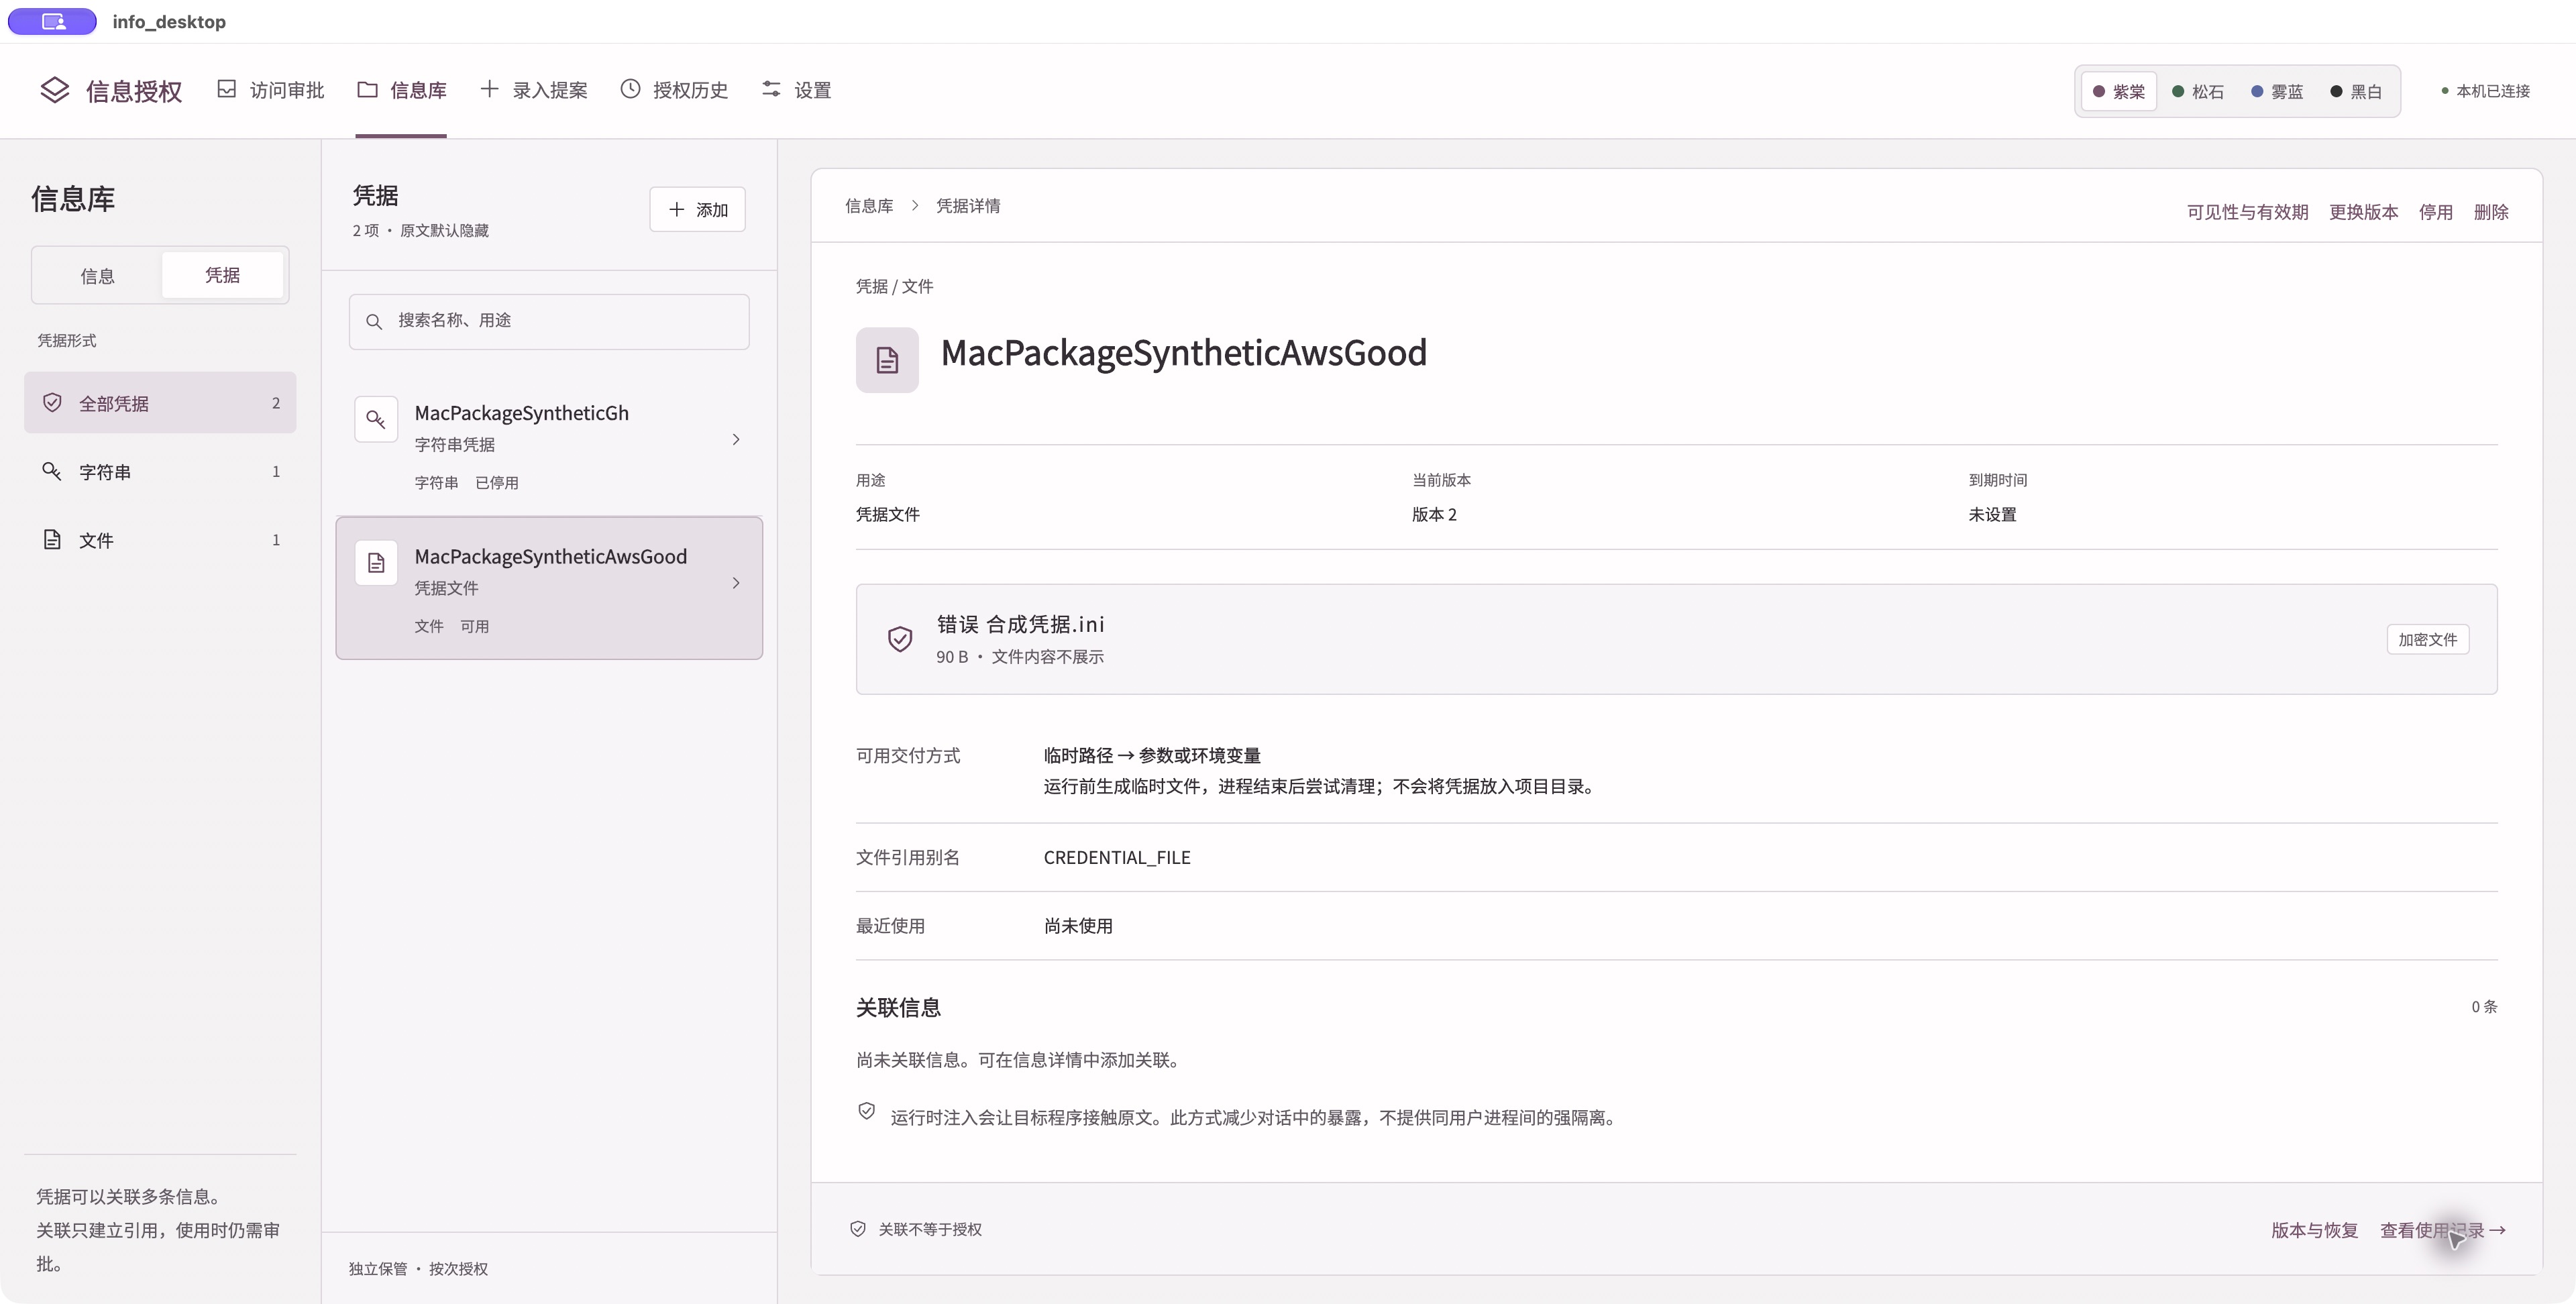 info_desktop
信息授权
访问审批
信息库
录入提案
授权历史
设置
紫棠
松石
雾蓝
黑白
本机已连接
信息库
信息
凭据
凭据形式
全部凭据 2
字符串 1
文件 1
凭据可以关联多条信息。
关联只建立引用，使用时仍需审
批。
凭据
2 项 · 原文默认隐藏
添加
搜索名称、用途
MacPackageSyntheticGh
字符串凭据
字符串 已停用
MacPackageSyntheticAwsGood
凭据文件
文件 可用
独立保管 · 按次授权
信息库 > 凭据详情
可见性与有效期 更换版本 停用 删除
凭据 / 文件
MacPackageSyntheticAwsGood
用途
凭据文件
当前版本
版本 2
到期时间
未设置
错误 合成凭据.ini
90 B · 文件内容不展示
加密文件
可用交付方式
临时路径 → 参数或环境变量
运行前生成临时文件，进程结束后尝试清理；不会将凭据放入项目目录。
文件引用别名
CREDENTIAL_FILE
最近使用
尚未使用
关联信息
0 条
尚未关联信息。可在信息详情中添加关联。
运行时注入会让目标程序接触原文。此方式减少对话中的暴露，不提供同用户进程间的强隔离。
关联不等于授权
版本与恢复 查看使用记录 →